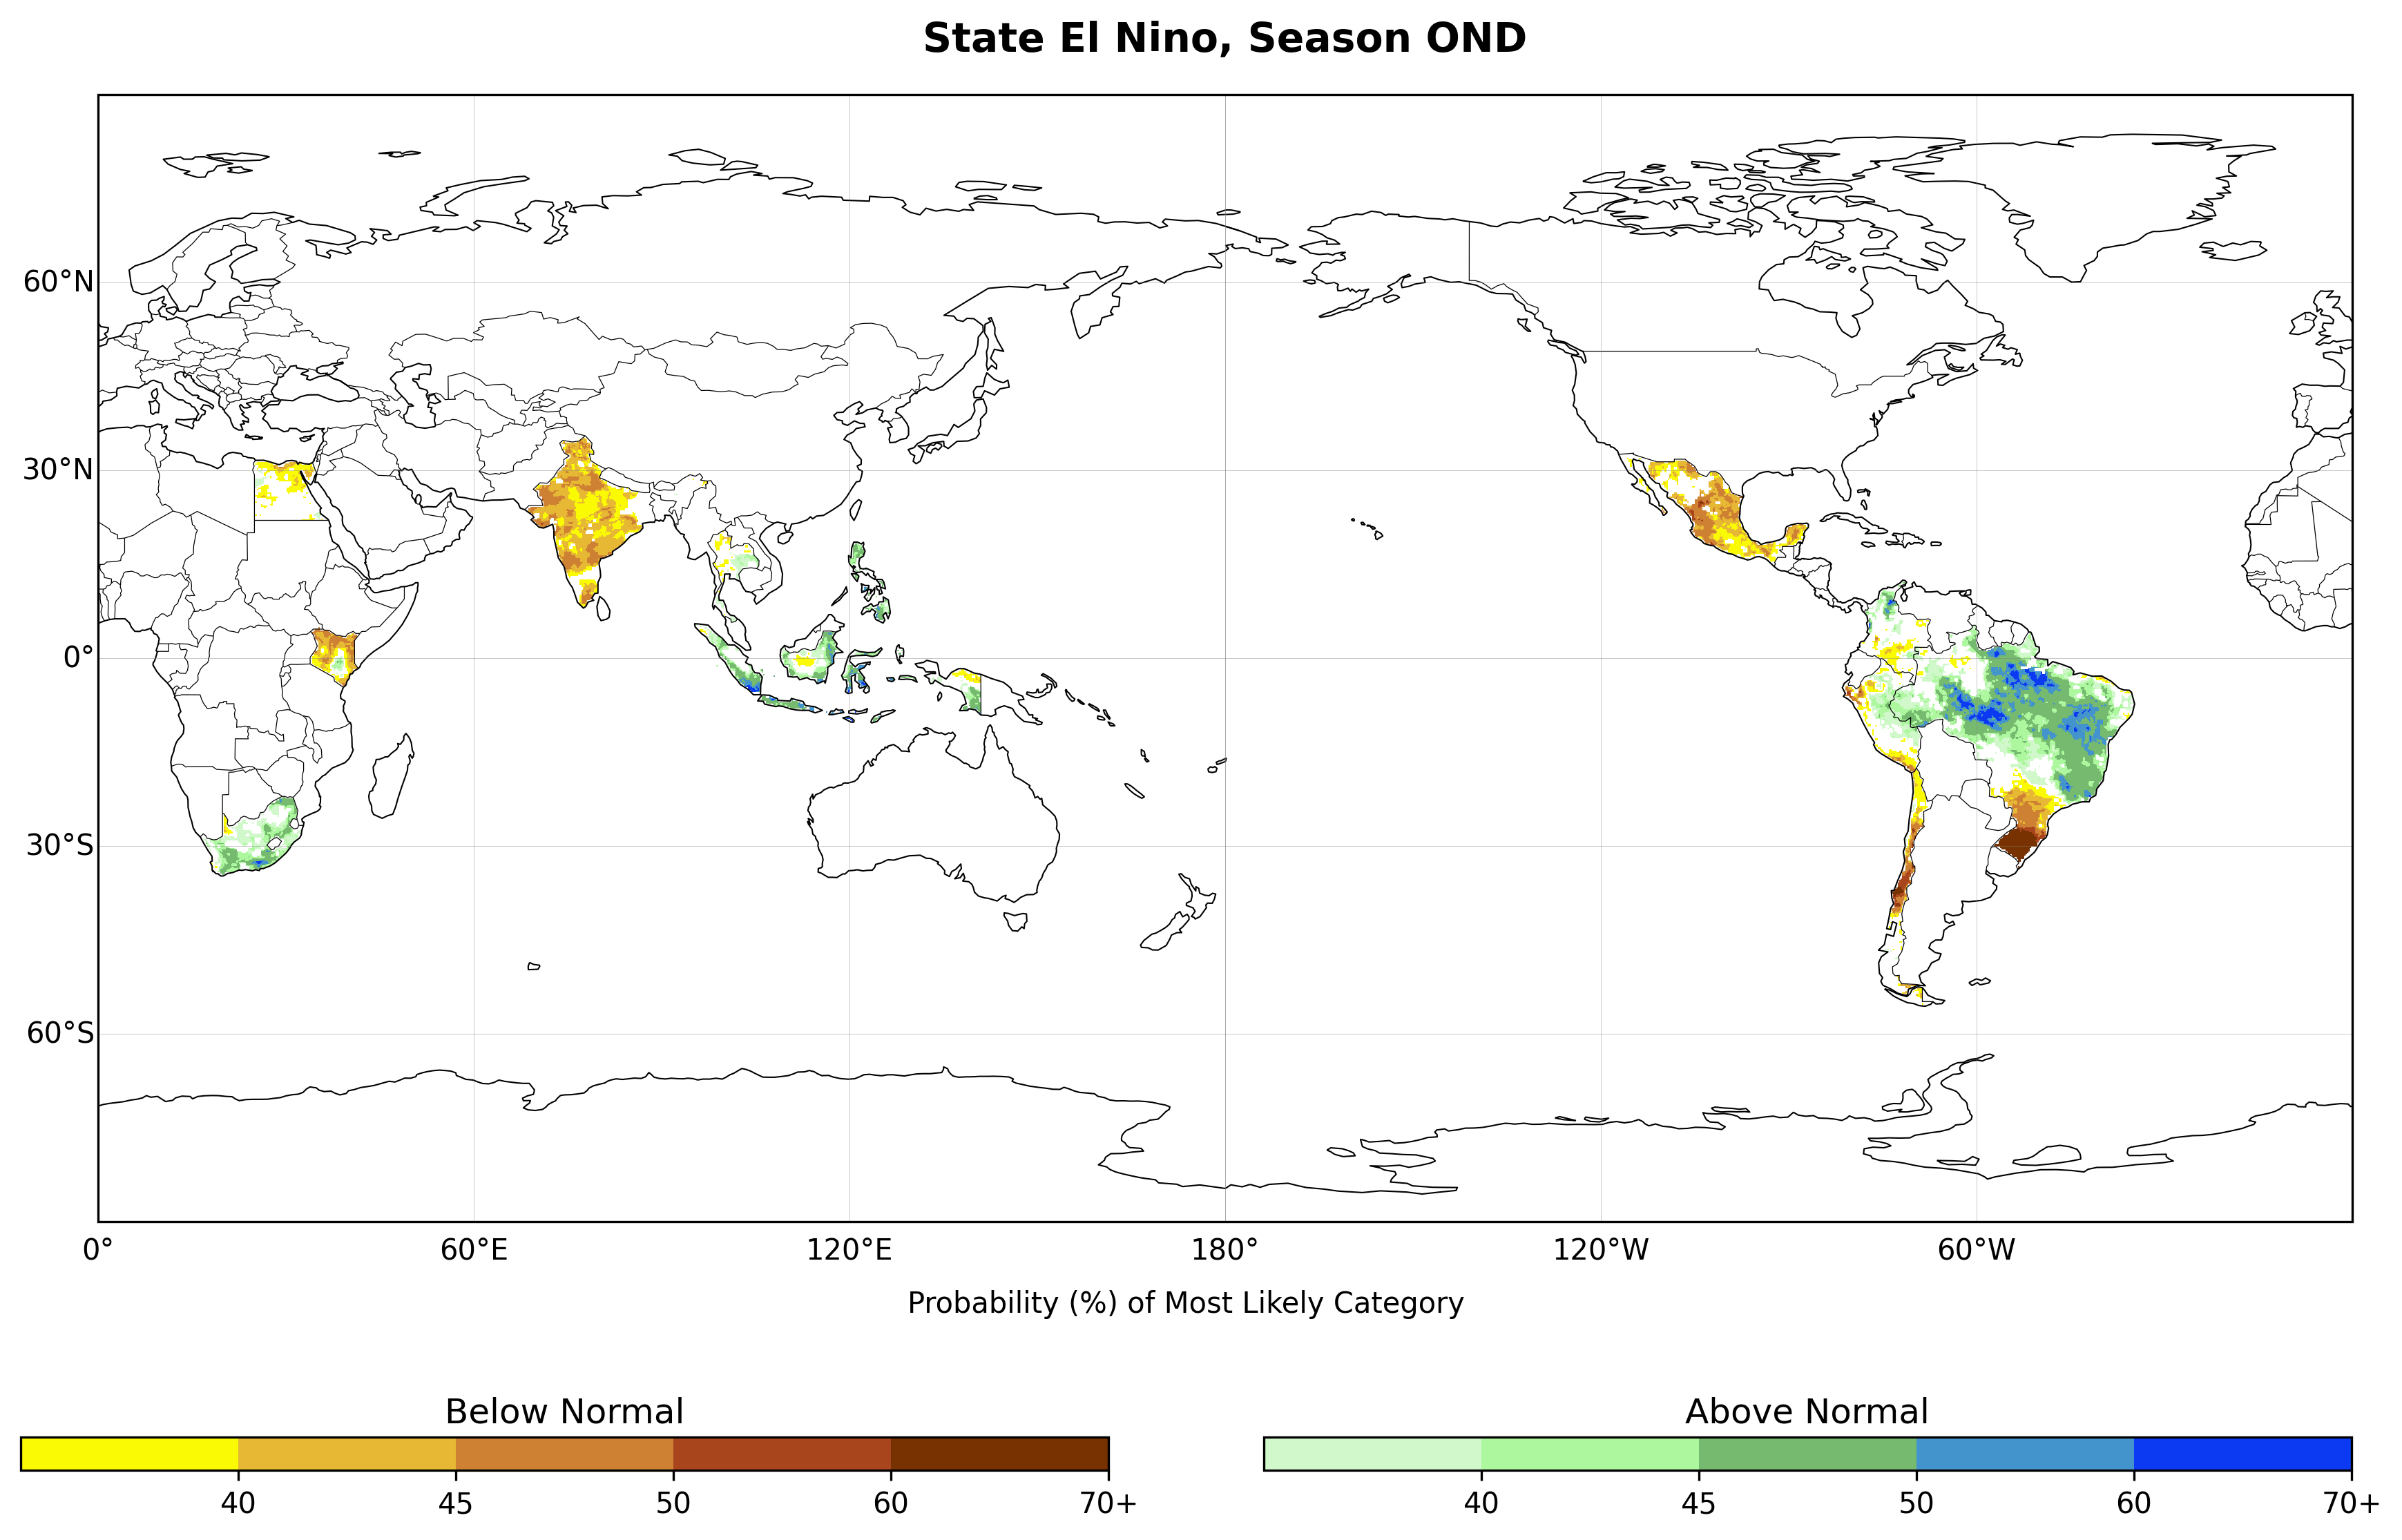 State El Nino, Season OND
60°N
30°N
0°
30°S
60°S
0° 60°E 120°E 180° 120°W 60°W
Probability (%) of Most Likely Category
Below Normal Above Normal
40 45 50 60 70+ 40 45 50 60 70+